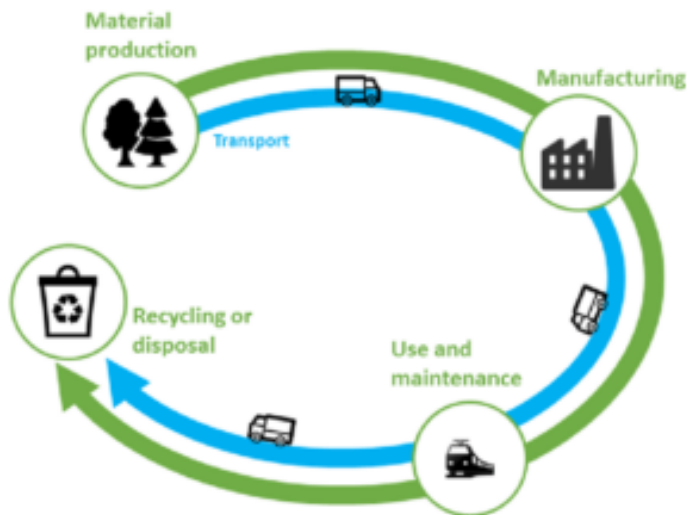 Material
production
Manufacturing
Transport
Recycling or
disposal
Use and
maintenance